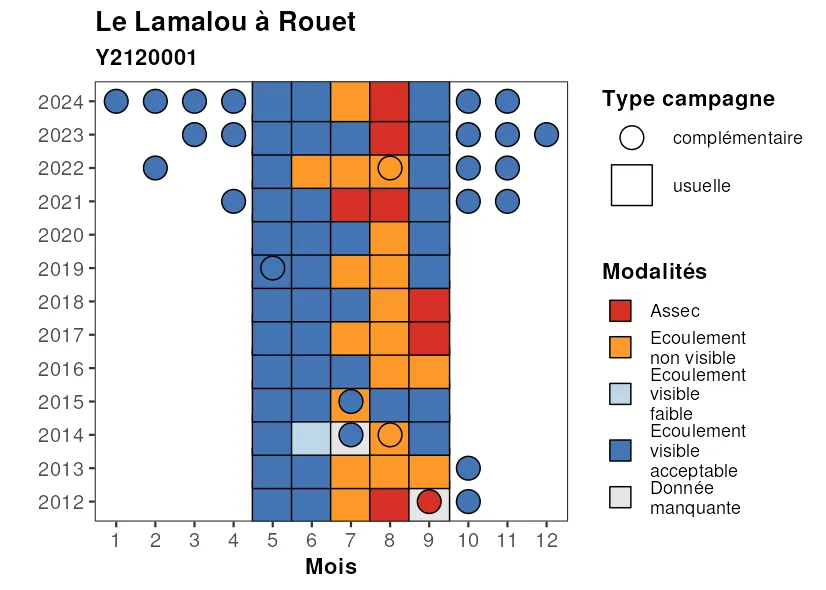 Le Lamalou à Rouet
Y2120001
2024
2023
2022
2021
2020
2019
2018
2017
2016
2015
2014
2013
2012
1 2 3 4 5 6 7 8 9 10 11 12
Mois
Type campagne
complémentaire
usuelle
Modalités
Assec
Ecoulement
non visible
Ecoulement
visible
faible
Ecoulement
visible
acceptable
Donnée
manquante